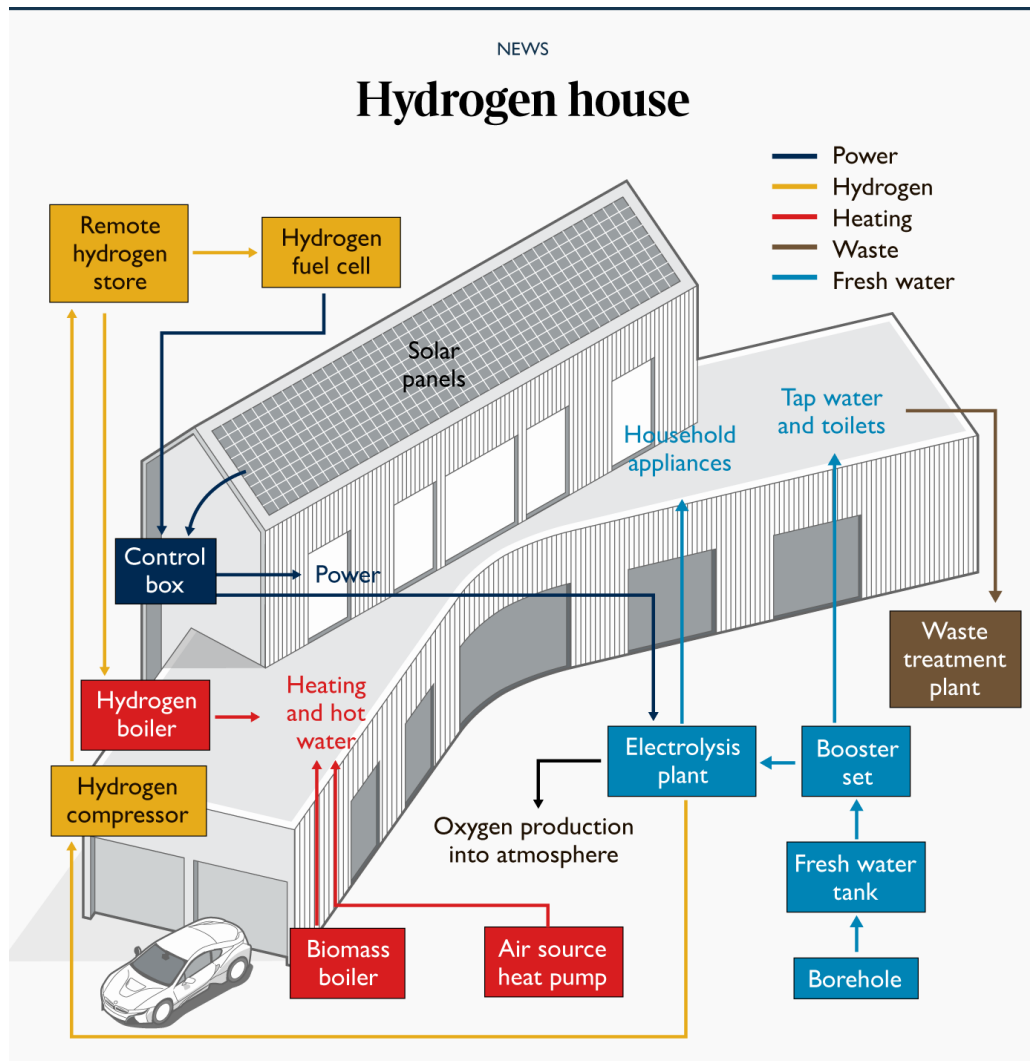 NEWS
Hydrogen house
Power
Hydrogen
Heating
Waste
Fresh water
Remote
hydrogen
store
Hydrogen
fuel cell
Solar
panels
Tap water
and toilets
Household
appliances
Control
box
Power
Waste
treatment
plant
Hydrogen
boiler
Heating
and hot
water
Electrolysis
plant
Booster
set
Hydrogen
compressor
Oxygen production
into atmosphere
Fresh water
tank
Biomass
boiler
Air source
heat pump
Borehole